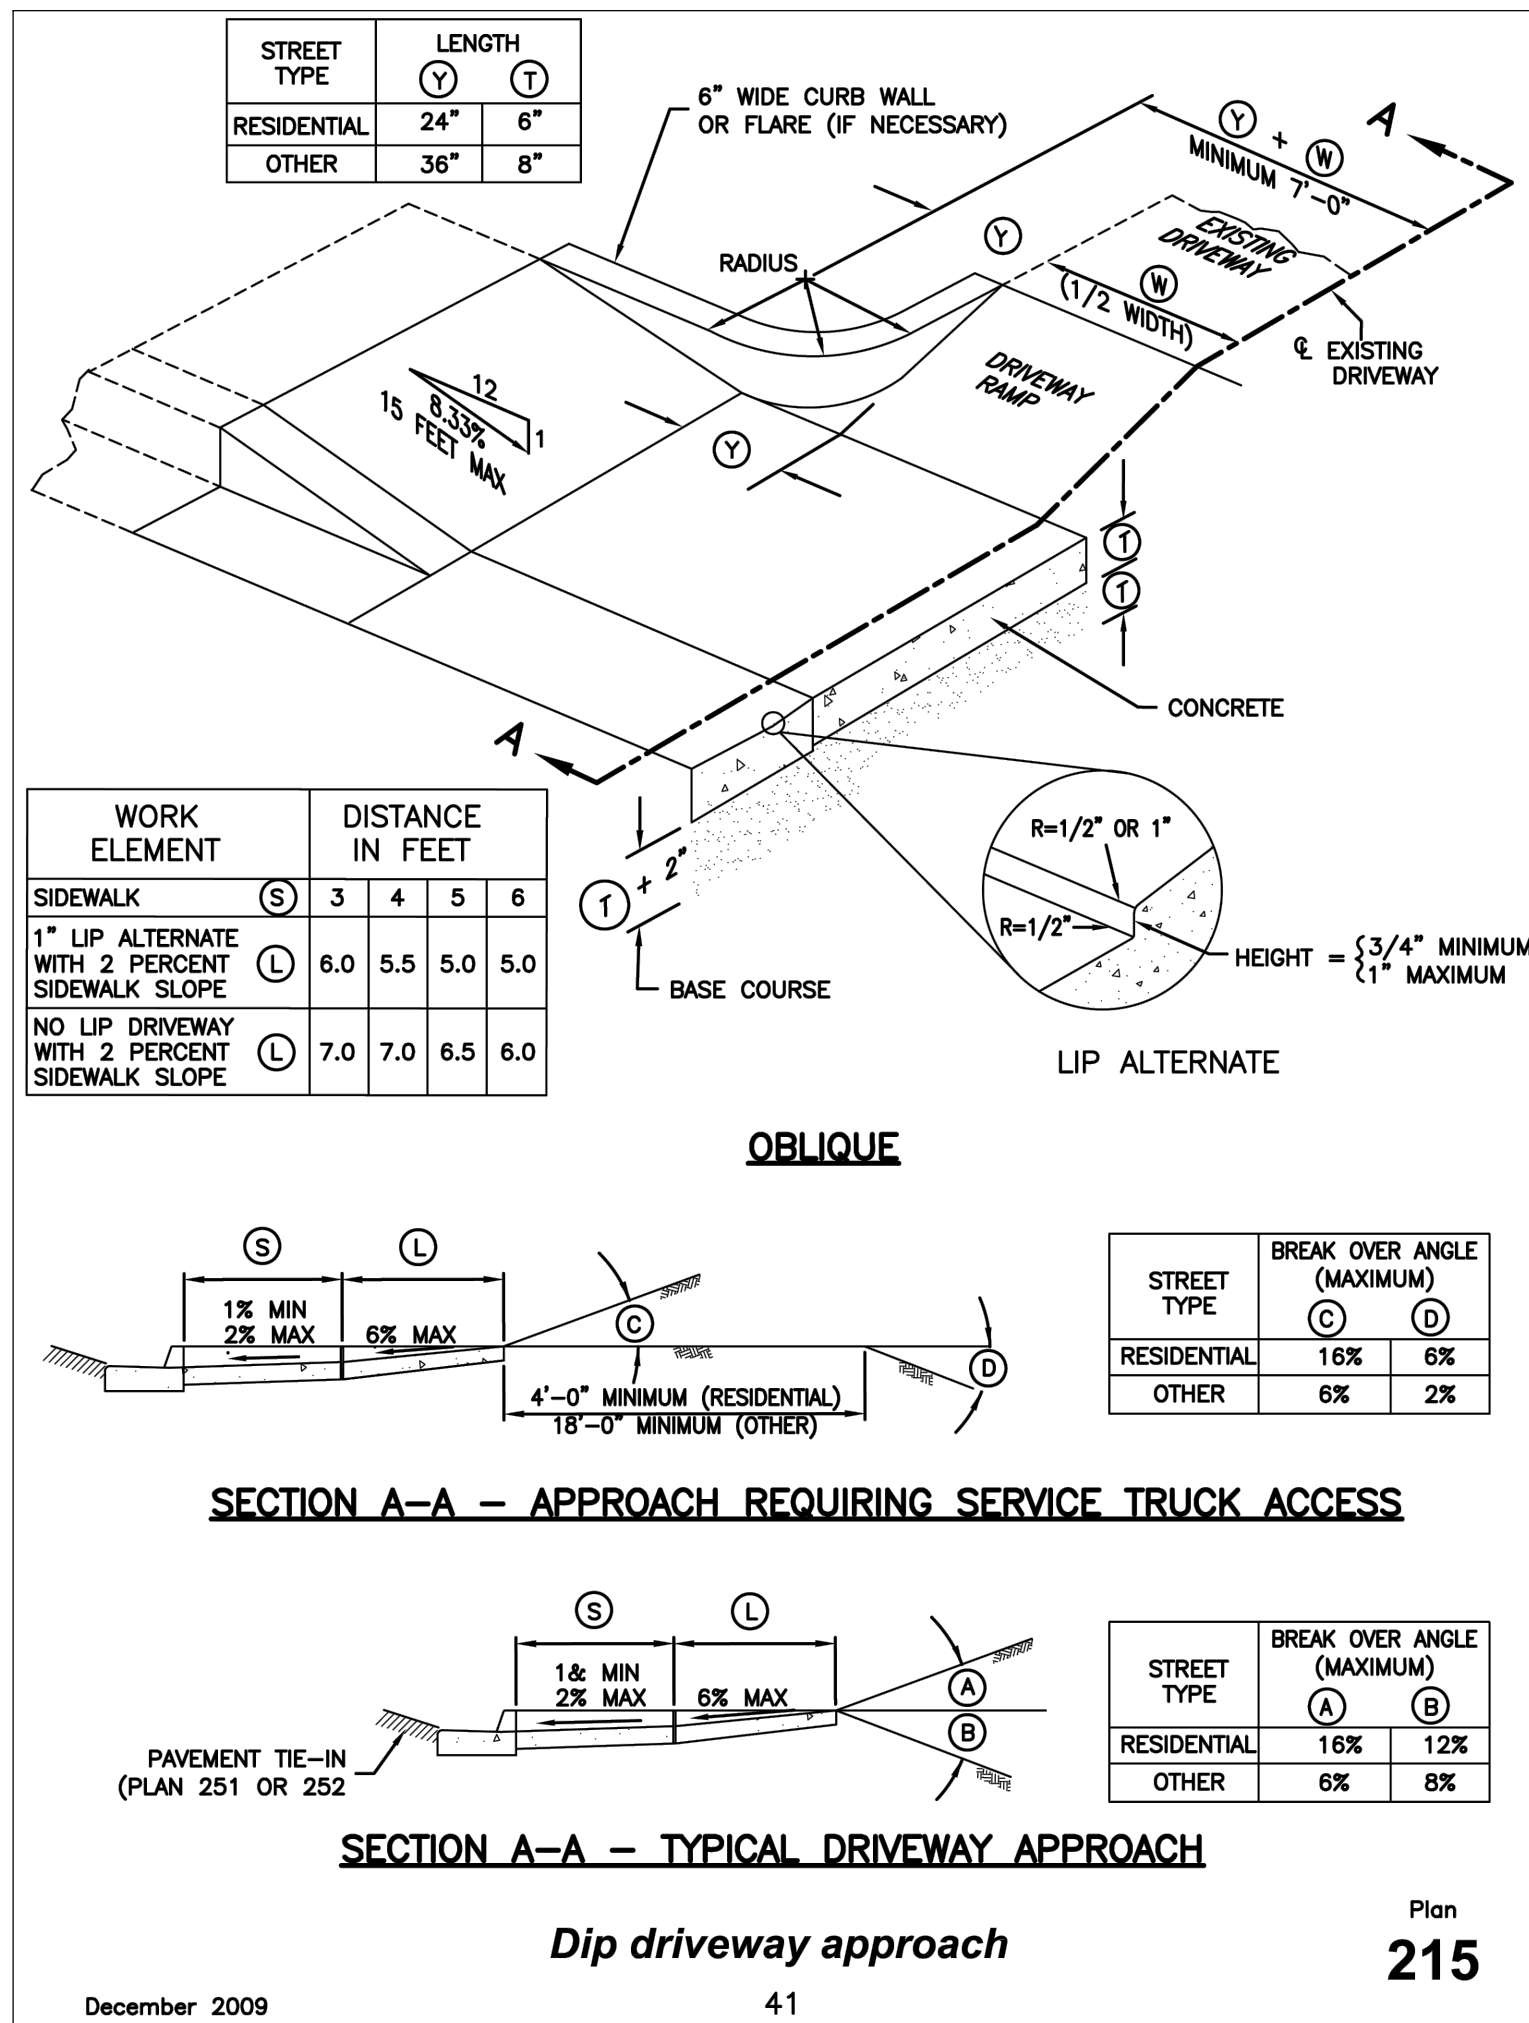 STREET TYPE LENGTH
Y T
RESIDENTIAL 24" 6"
OTHER 36" 8"
6" WIDE CURB WALL
OR FLARE (IF NECESSARY)
Y + W
MINIMUM 7'-0"
A
RADIUS
Y
EXISTING
DRIVEWAY
W
(1/2 WIDTH)
℄ EXISTING
DRIVEWAY
12
8.33%
1
15 FEET MAX
DRIVEWAY
RAMP
Y
T
T
CONCRETE
A
T + 2"
BASE COURSE
R=1/2" OR 1"
R=1/2"
HEIGHT = {3/4" MINIMUM
{1" MAXIMUM
LIP ALTERNATE
WORK
ELEMENT
DISTANCE
IN FEET
SIDEWALK S 3 4 5 6
1" LIP ALTERNATE
WITH 2 PERCENT L 6.0 5.5 5.0 5.0
SIDEWALK SLOPE
NO LIP DRIVEWAY
WITH 2 PERCENT L 7.0 7.0 6.5 6.0
SIDEWALK SLOPE
OBLIQUE
S L
1% MIN
2% MAX 6% MAX
C
D
4'-0" MINIMUM (RESIDENTIAL)
18'-0" MINIMUM (OTHER)
STREET
TYPE
BREAK OVER ANGLE
(MAXIMUM)
C D
RESIDENTIAL 16% 6%
OTHER 6% 2%
SECTION A-A - APPROACH REQUIRING SERVICE TRUCK ACCESS
S L
1& MIN
2% MAX 6% MAX
A
B
PAVEMENT TIE-IN
(PLAN 251 OR 252
STREET
TYPE
BREAK OVER ANGLE
(MAXIMUM)
A B
RESIDENTIAL 16% 12%
OTHER 6% 8%
SECTION A-A - TYPICAL DRIVEWAY APPROACH
Dip driveway approach
Plan
215
December 2009
41